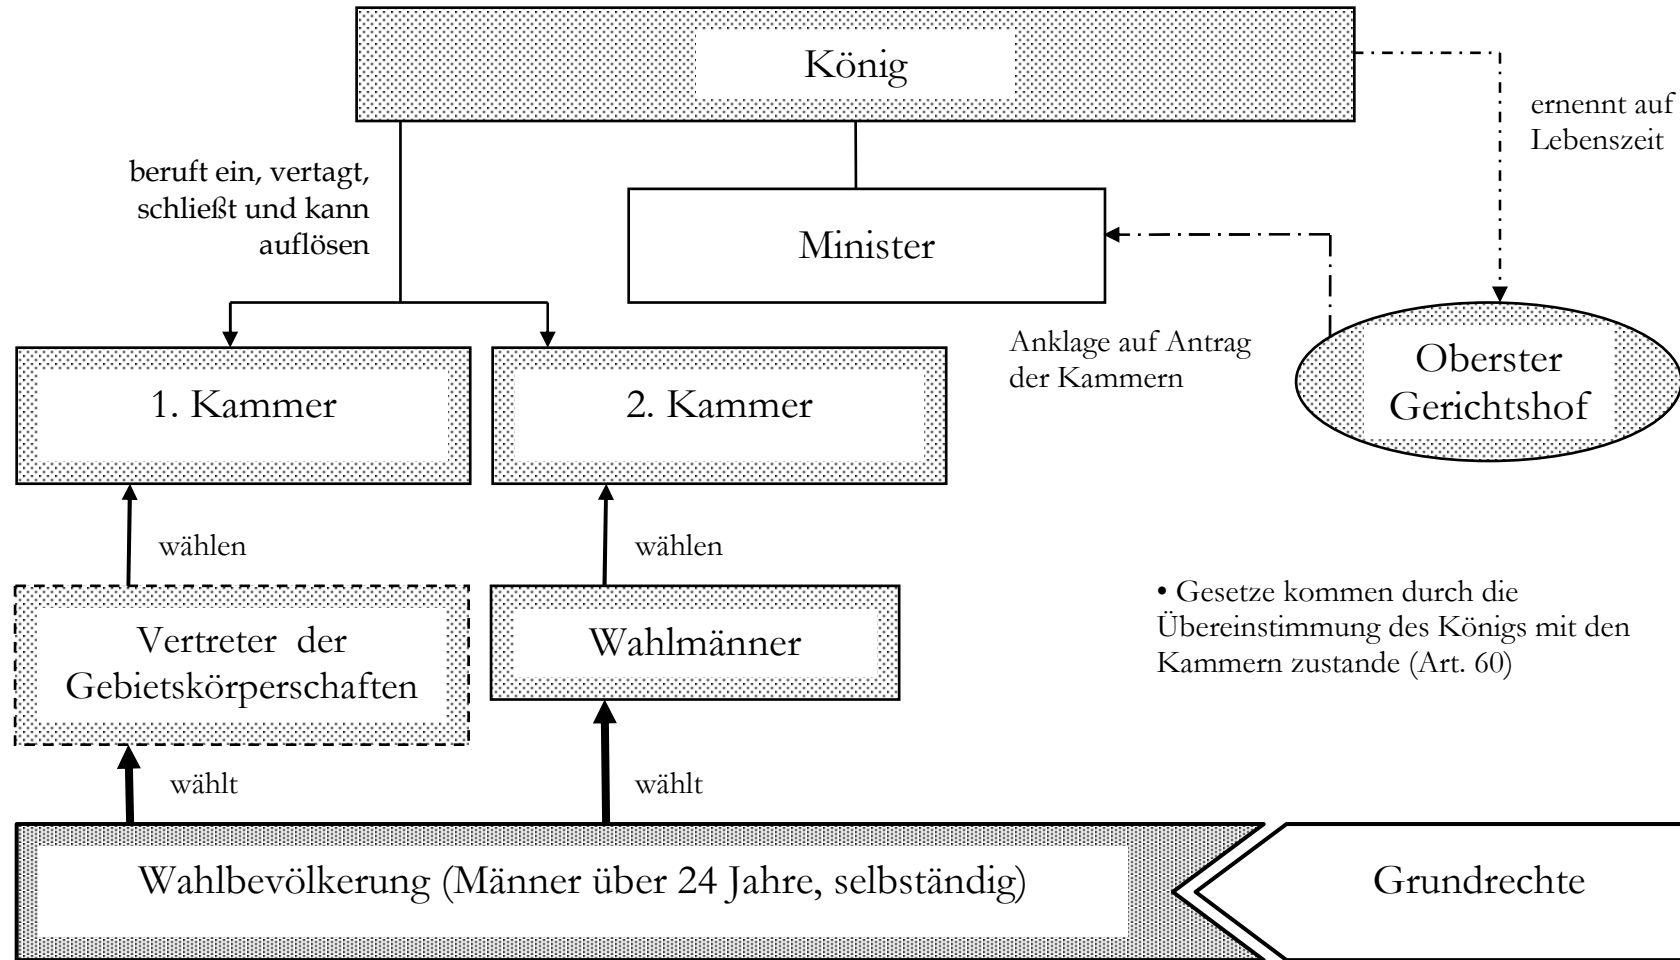 König
ernennt auf
Lebenszeit
beruft ein, vertagt,
schließt und kann
auflösen
Minister
Anklage auf Antrag
der Kammern
Oberster
Gerichtshof
1. Kammer
2. Kammer
wählen
wählen
Vertreter der
Gebietskörperschaften
Wahlmänner
• Gesetze kommen durch die
Übereinstimmung des Königs mit den
Kammern zustande (Art. 60)
wählt
wählt
Wahlbevölkerung (Männer über 24 Jahre, selbständig)
Grundrechte